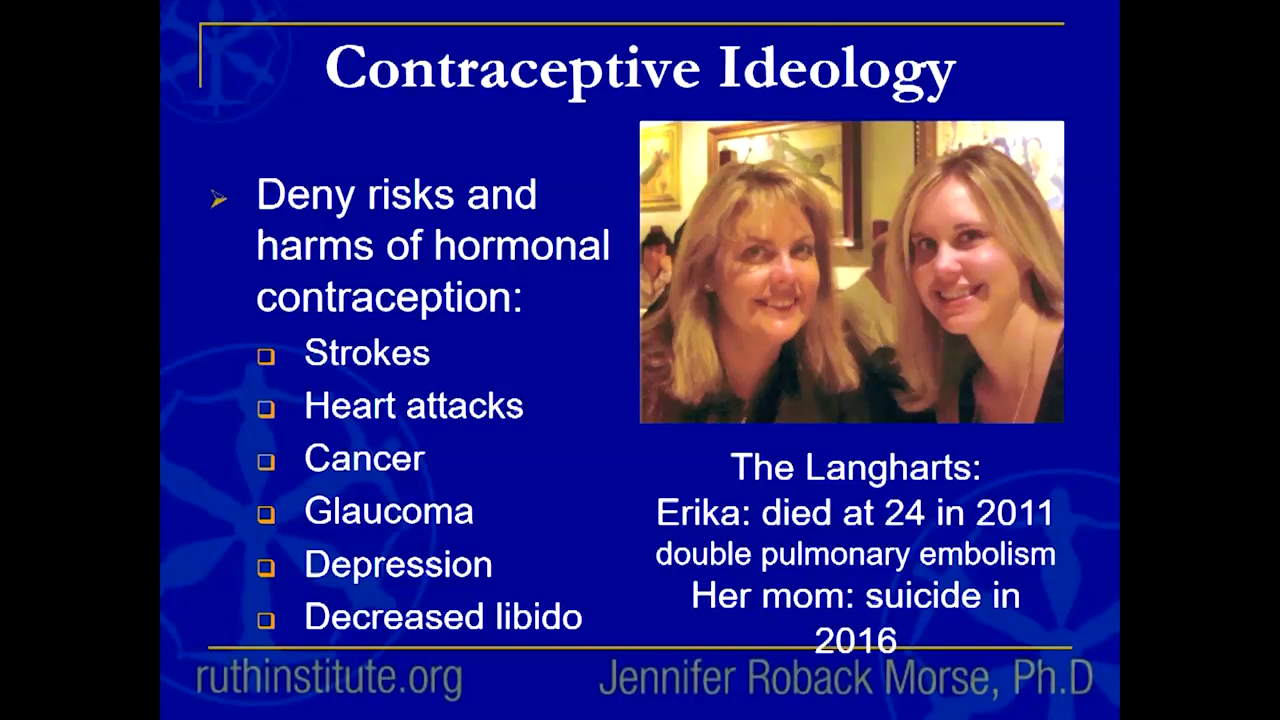 Contraceptive Ideology
Deny risks and
harms of hormonal
contraception:
Strokes
Heart attacks
Cancer
Glaucoma
Depression
Decreased libido
The Langharts:
Erika: died at 24 in 2011
double pulmonary embolism
Her mom: suicide in
2016
ruthinstitute.org
Jennifer Roback Morse, Ph.D